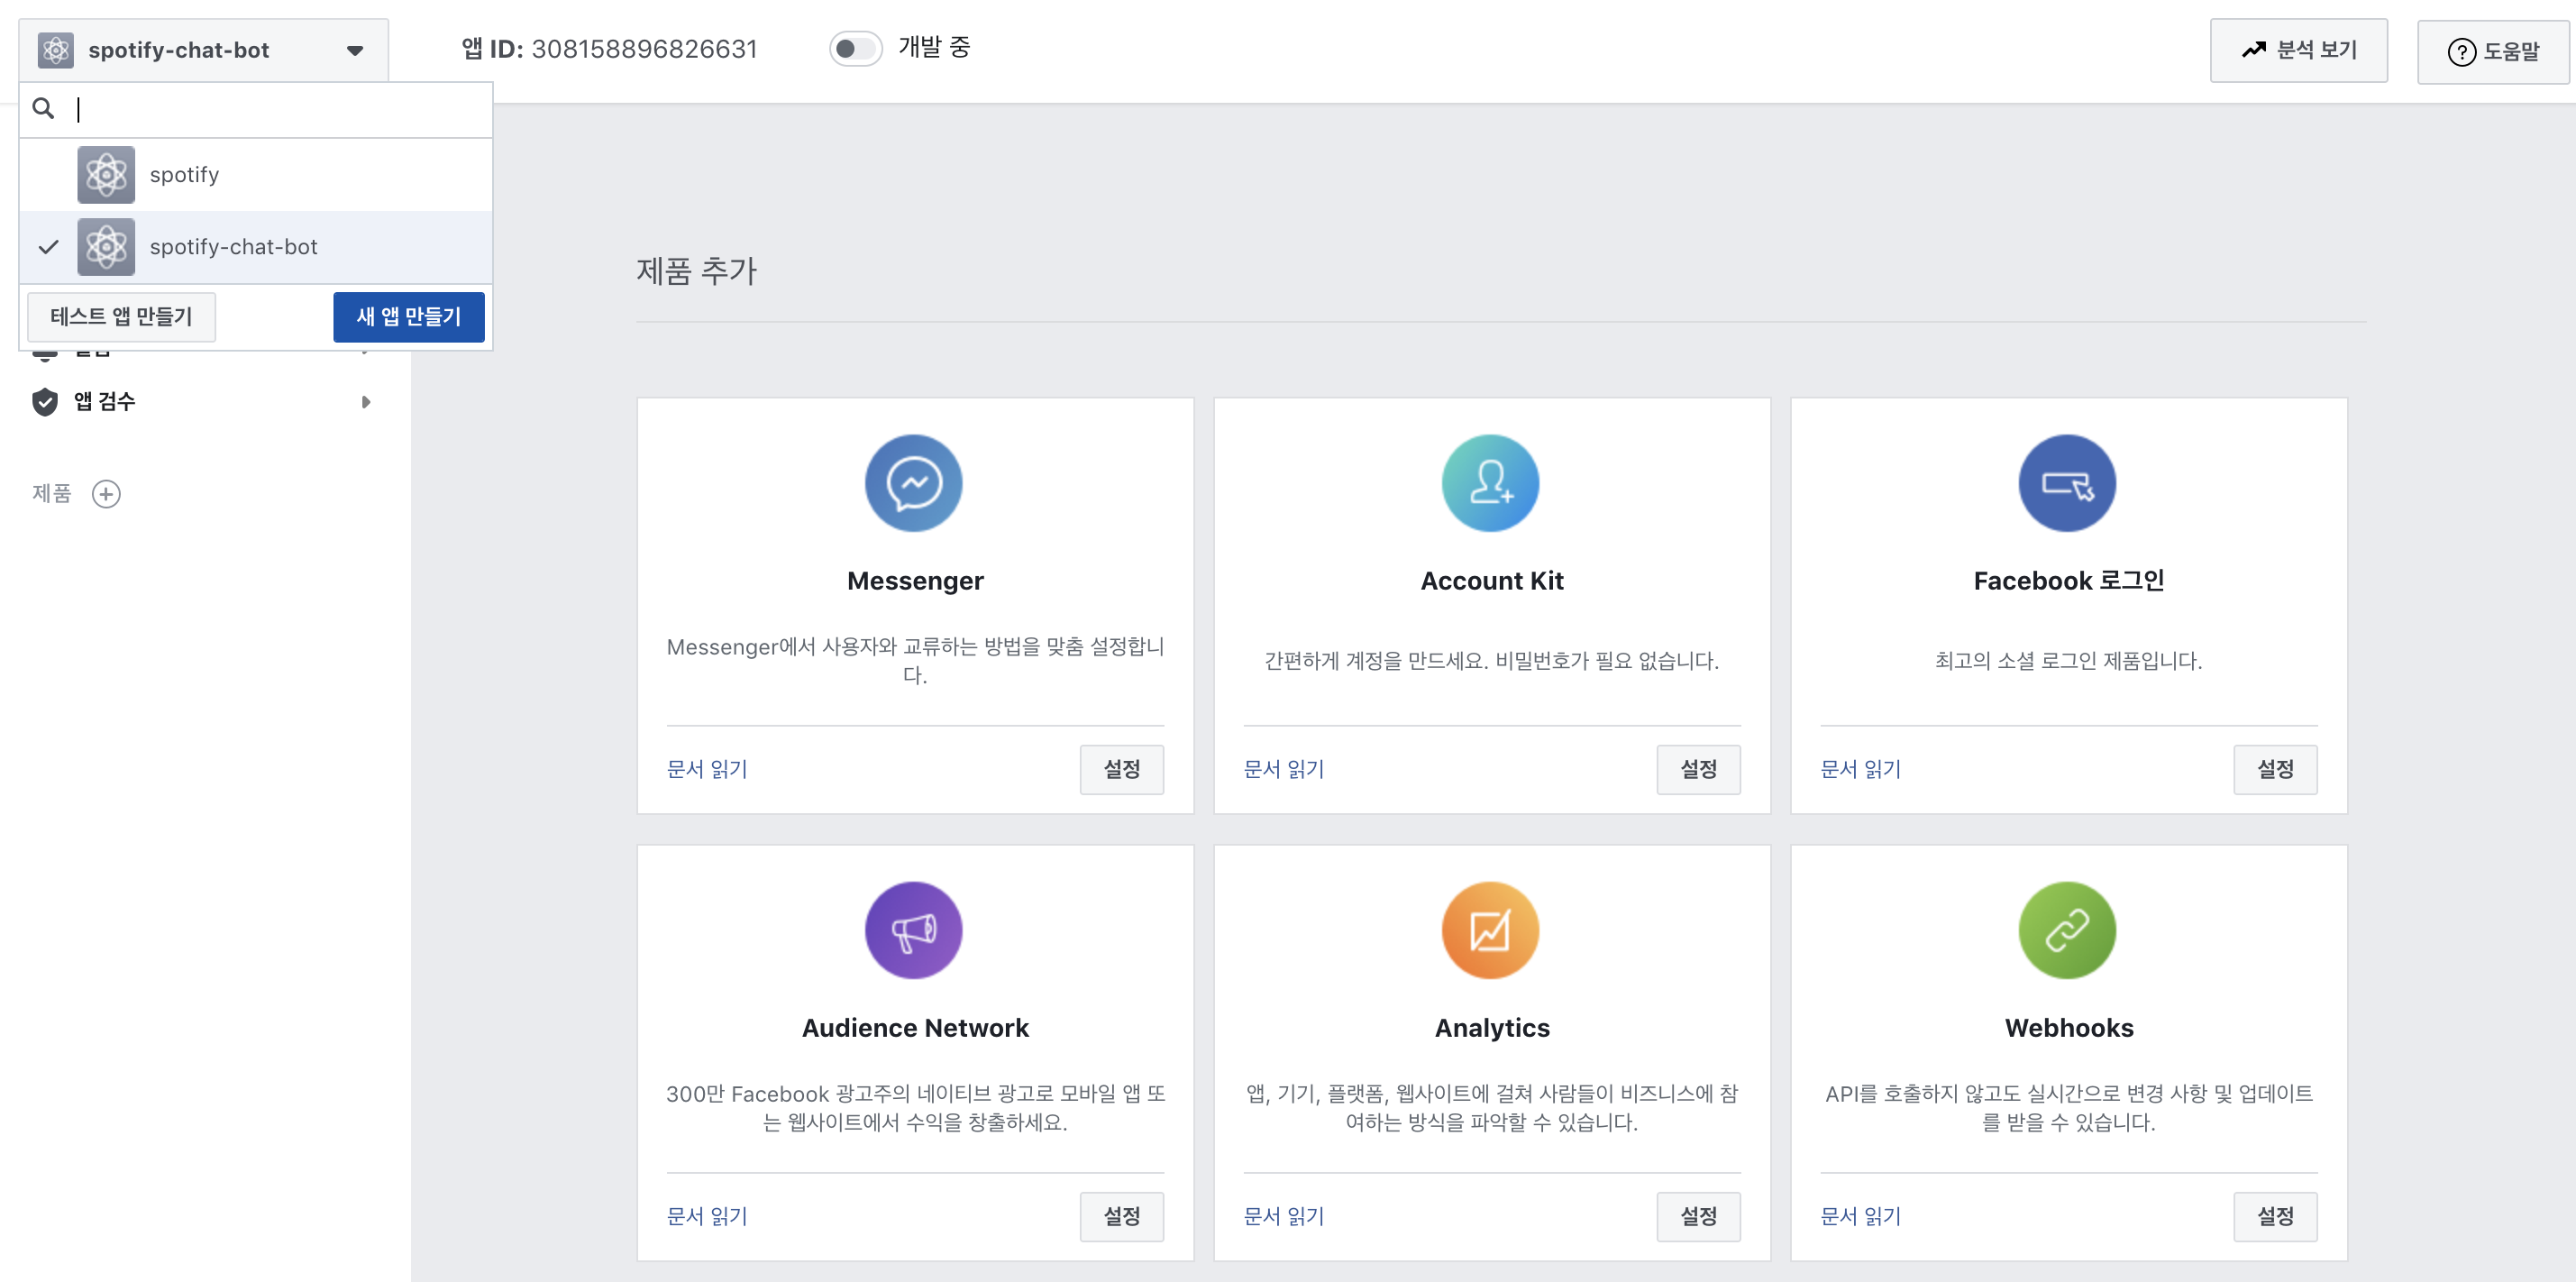 spotify-chat-bot
앱 ID: 308158896826631
개발 중
분석 보기
도움말
spotify
spotify-chat-bot
테스트 앱 만들기
새 앱 만들기
앱 검수
제품
제품 추가
Messenger
Messenger에서 사용자와 교류하는 방법을 맞춤 설정합니
다.
문서 읽기
설정
Account Kit
간편하게 계정을 만드세요. 비밀번호가 필요 없습니다.
문서 읽기
설정
Facebook 로그인
최고의 소셜 로그인 제품입니다.
문서 읽기
설정
Audience Network
300만 Facebook 광고주의 네이티브 광고로 모바일 앱 또
는 웹사이트에서 수익을 창출하세요.
문서 읽기
설정
Analytics
앱, 기기, 플랫폼, 웹사이트에 걸쳐 사람들이 비즈니스에 참
여하는 방식을 파악할 수 있습니다.
문서 읽기
설정
Webhooks
API를 호출하지 않고도 실시간으로 변경 사항 및 업데이트
를 받을 수 있습니다.
문서 읽기
설정